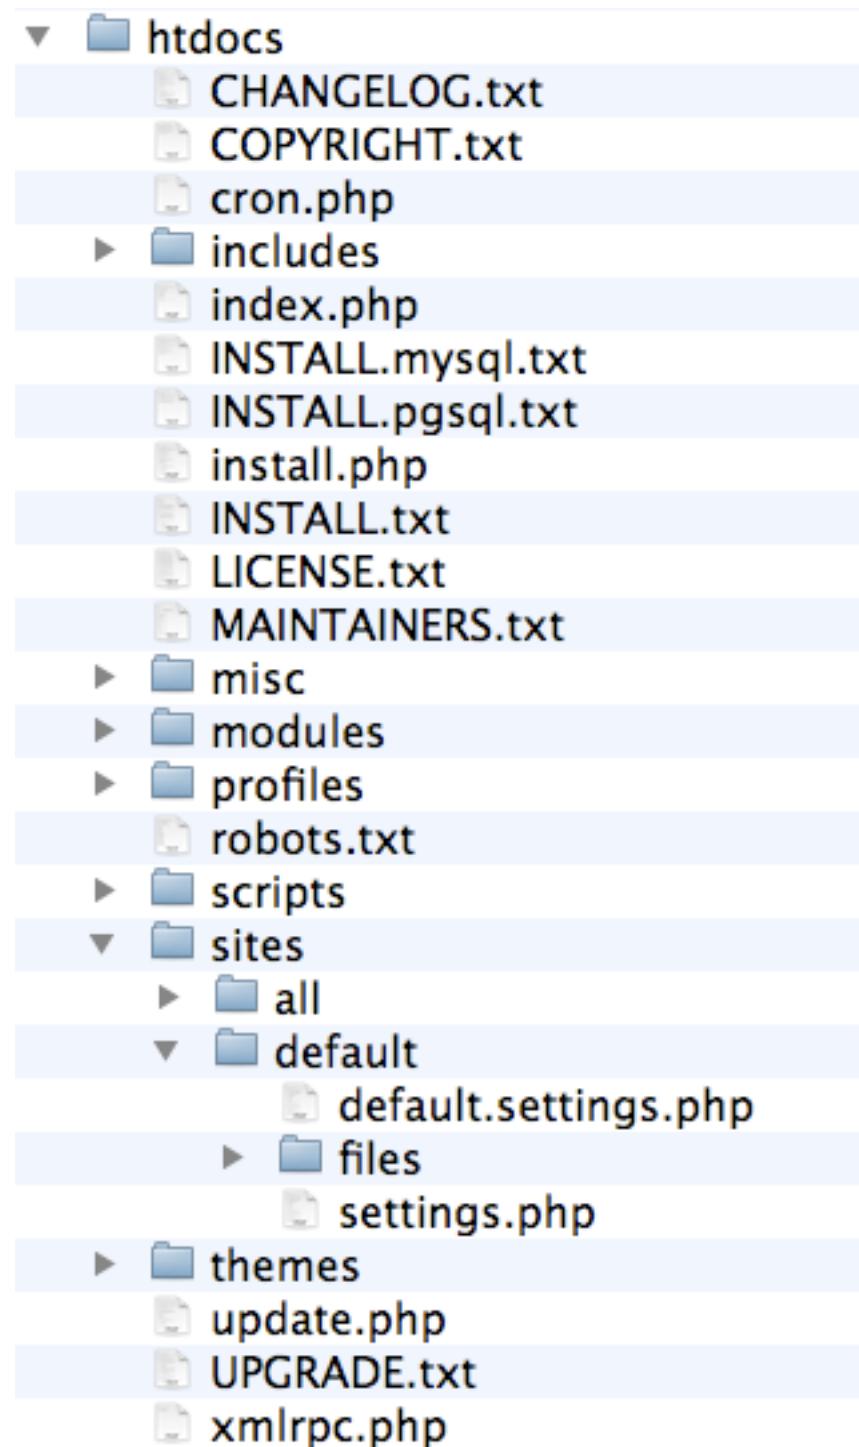 htdocs
CHANGELOG.txt
COPYRIGHT.txt
cron.php
includes
index.php
INSTALL.mysql.txt
INSTALL.pgsql.txt
install.php
INSTALL.txt
LICENSE.txt
MAINTAINERS.txt
misc
modules
profiles
robots.txt
scripts
sites
all
default
default.settings.php
files
settings.php
themes
update.php
UPGRADE.txt
xmlrpc.php